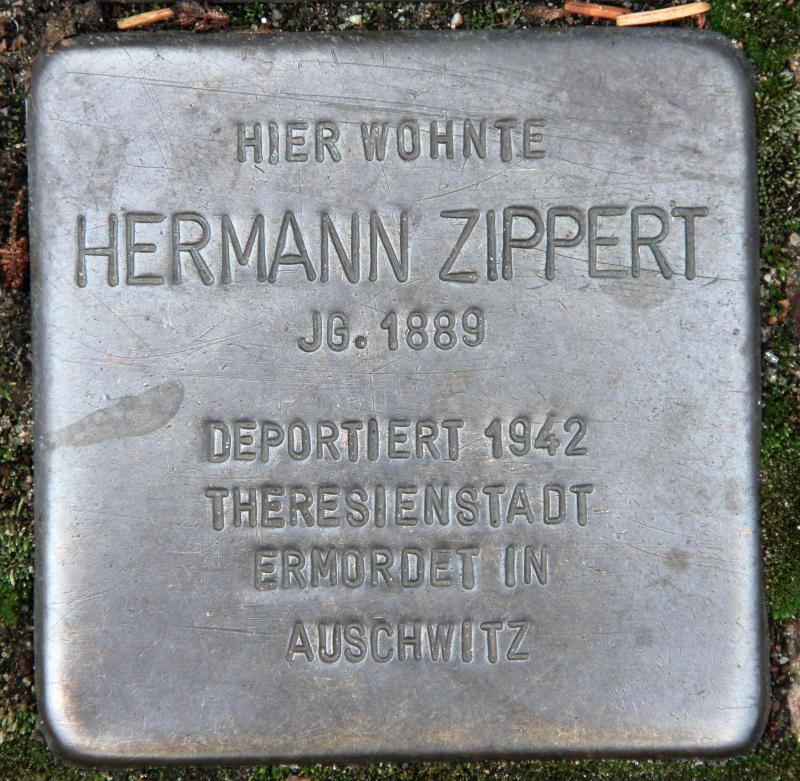 HIER WOHNTE
HERMANN ZIPPERT
JG. 1889
DEPORTIERT 1942
THERESIENSTADT
ERMORDET IN
AUSCHWITZ